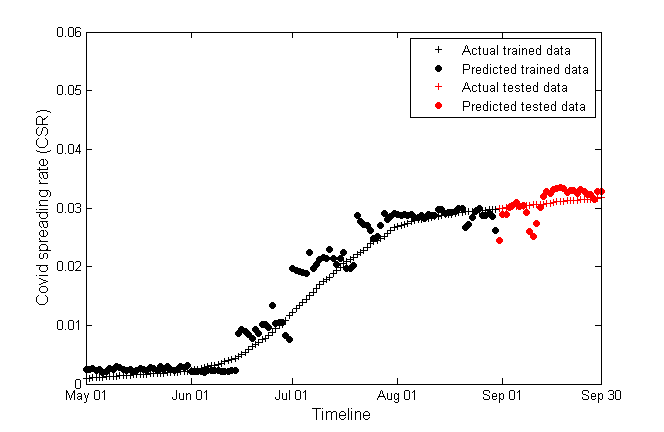 0.06
0.05
0.04
0.03
0.02
0.01
0
Covid spreading rate (CSR)
Actual trained data
Predicted trained data
Actual tested data
Predicted tested data
May 01 Jun 01 Jul 01 Aug 01 Sep 01 Sep 30
Timeline